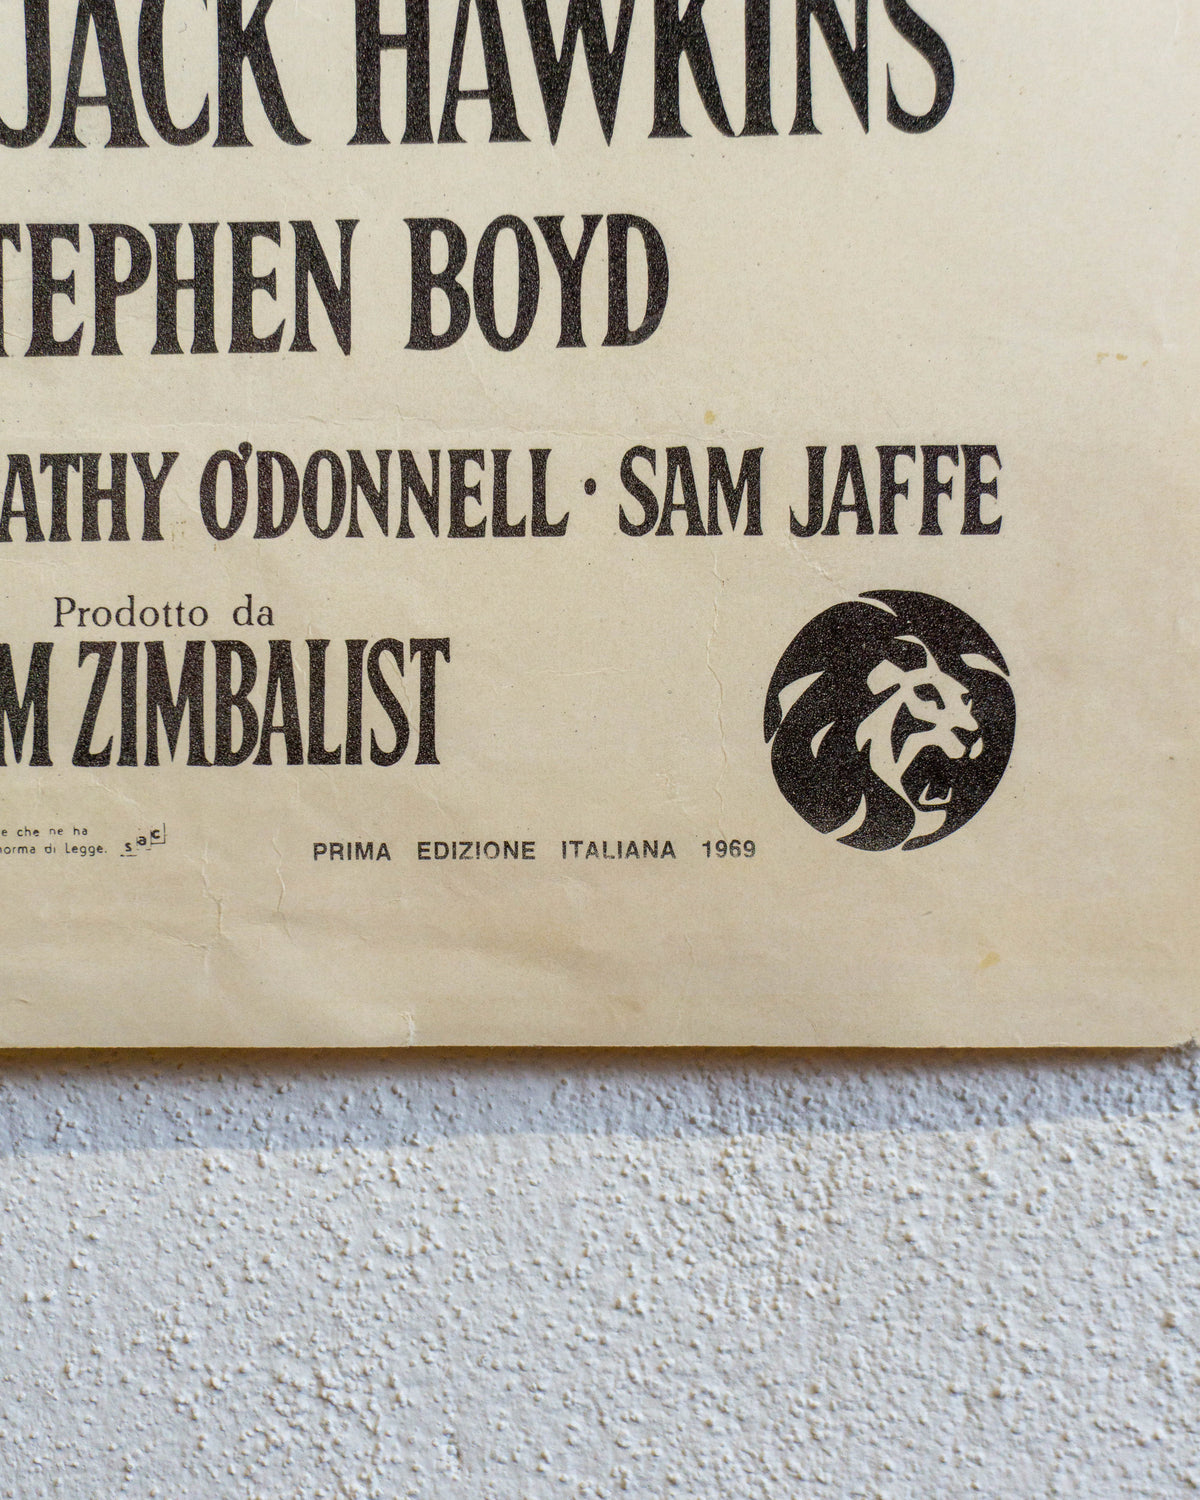 JACK HAWKINS
TEPHEN BOYD
ATHY O'DONNELL · SAM JAFFE
Prodotto da
M ZIMBALIST
e che ne ha
norma di Legge. sac
PRIMA EDIZIONE ITALIANA 1969